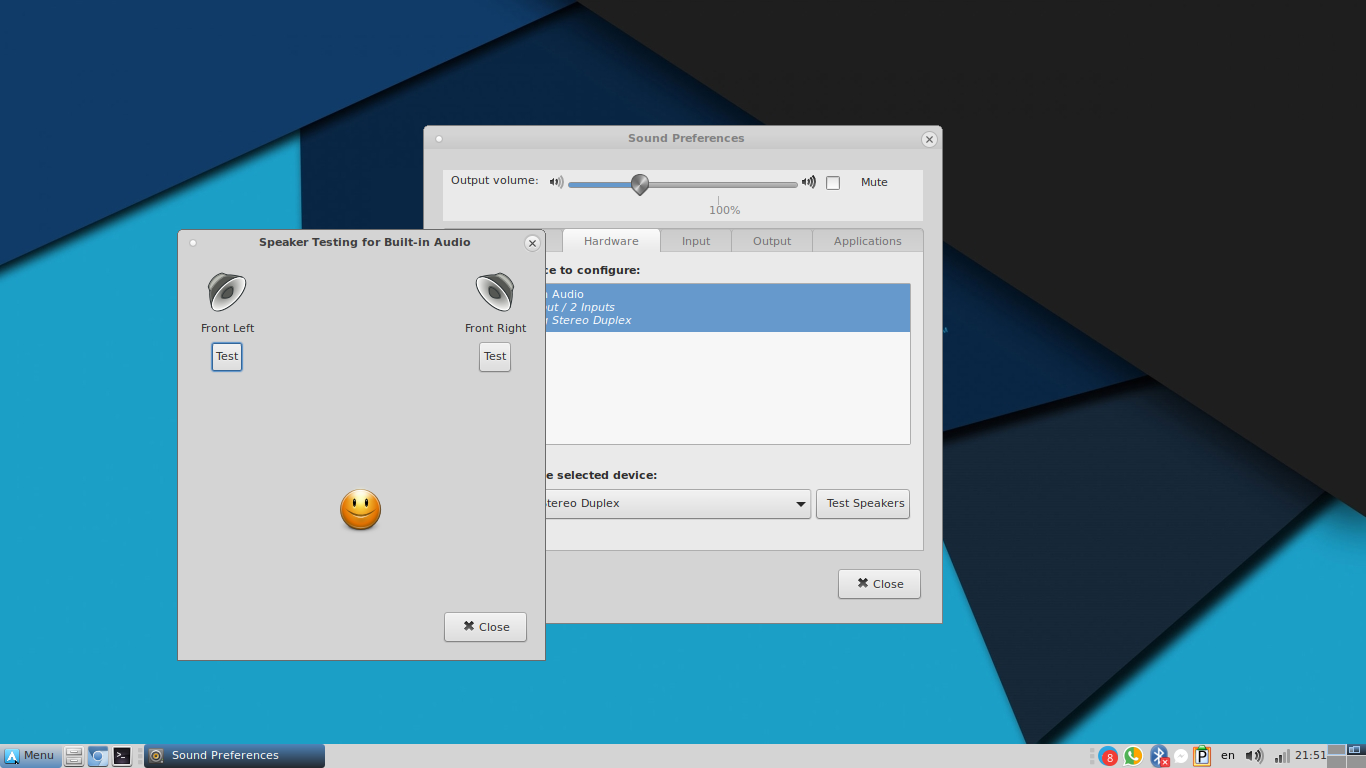 Sound Preferences
Output volume:
Mute
100%
Hardware
Input
Output
Applications
ce to configure:
Audio
ut / 2 Inputs
Stereo Duplex
e selected device:
Stereo Duplex
Test Speakers
Close
Speaker Testing for Built-in Audio
Front Left
Front Right
Test
Test
Close
Menu
Sound Preferences
8
P
en
21:51